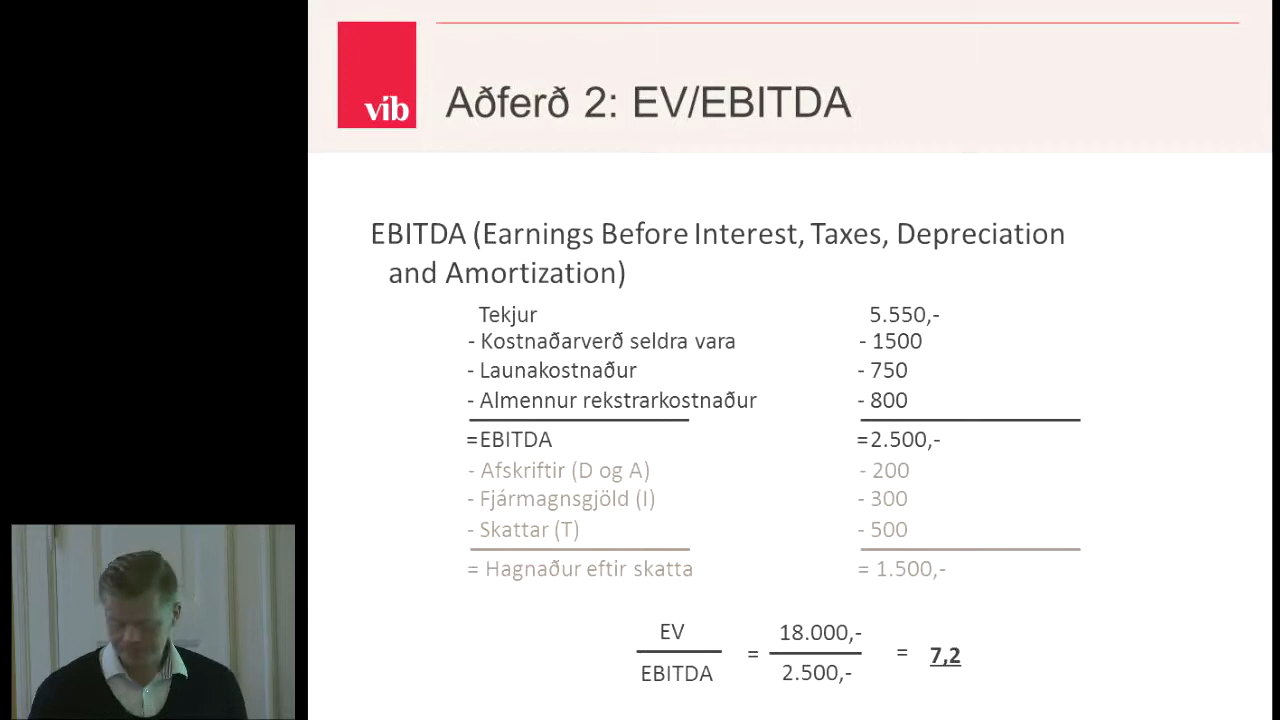 víb
Aðferð 2: EV/EBITDA
EBITDA (Earnings Before Interest, Taxes, Depreciation
and Amortization)
Tekjur 5.550,-
- Kostnaðarverð seldra vara - 1500
- Launakostnaður - 750
- Almennur rekstrarkostnaður - 800
=EBITDA =2.500,-
- Afskriftir (D og A) - 200
- Fjármagnsgjöld (I) - 300
- Skattar (T) - 500
= Hagnaður eftir skatta = 1.500,-
EV 18.000,-
= = 7,2
EBITDA 2.500,-